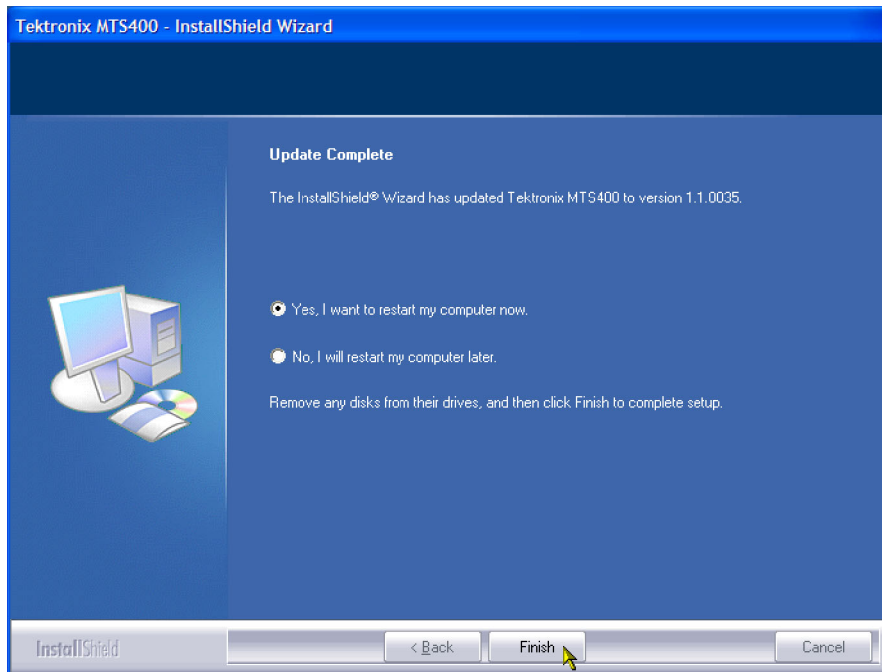 Tektronix MTS400 - InstallShield Wizard
Update Complete
The InstallShield® Wizard has updated Tektronix MTS400 to version 1.1.0035.
Yes, I want to restart my computer now.
No, I will restart my computer later.
Remove any disks from their drives, and then click Finish to complete setup.
InstallShield
< Back
Finish
Cancel